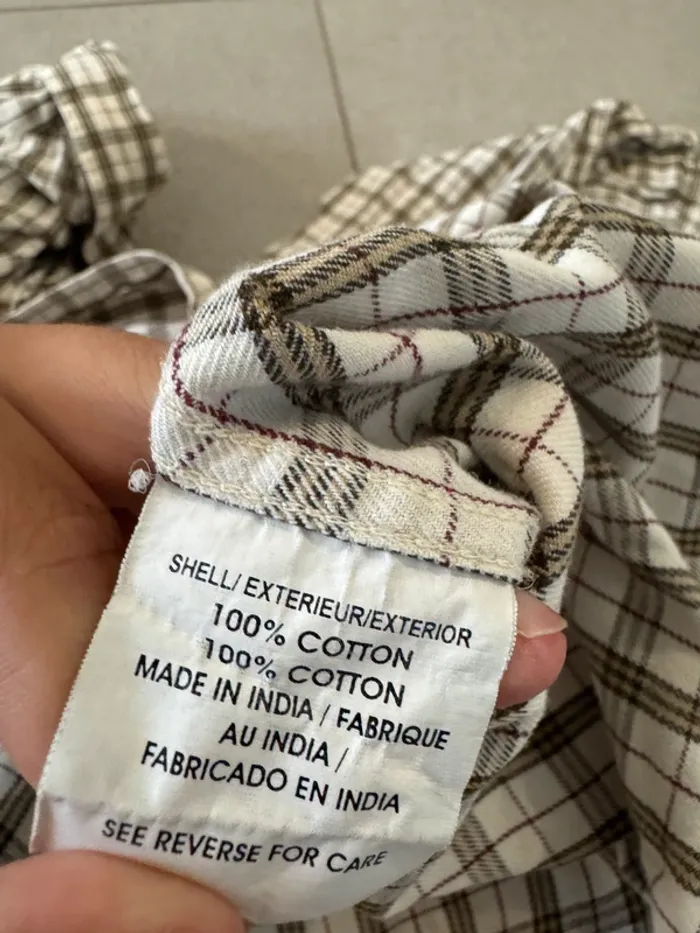 SHELL/ EXTERIEUR/EXTERIOR
100% COTTON
100% COTTON
MADE IN INDIA / FABRIQUE
AU INDIA /
FABRICADO EN INDIA
SEE REVERSE FOR CARE